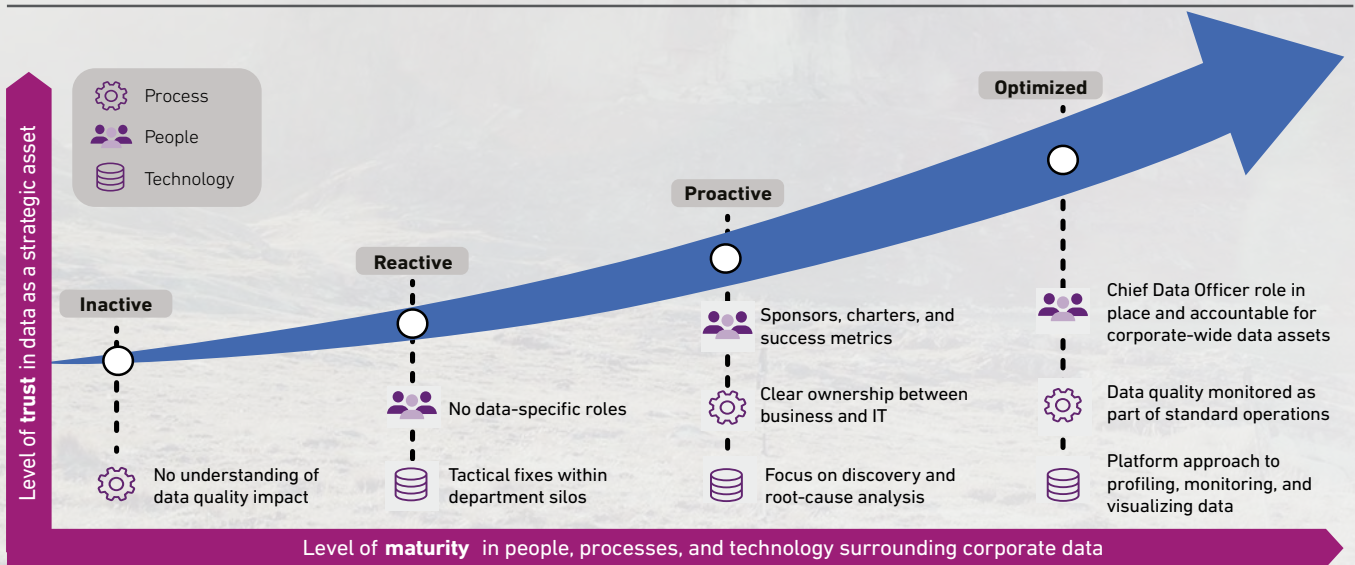 Level of trust in data as a strategic asset
Process
People
Technology
Inactive
No understanding of
data quality impact
Reactive
No data-specific roles
Tactical fixes within
department silos
Proactive
Sponsors, charters, and
success metrics
Clear ownership between
business and IT
Focus on discovery and
root-cause analysis
Optimized
Chief Data Officer role in
place and accountable for
corporate-wide data assets
Data quality monitored as
part of standard operations
Platform approach to
profiling, monitoring, and
visualizing data
Level of maturity in people, processes, and technology surrounding corporate data